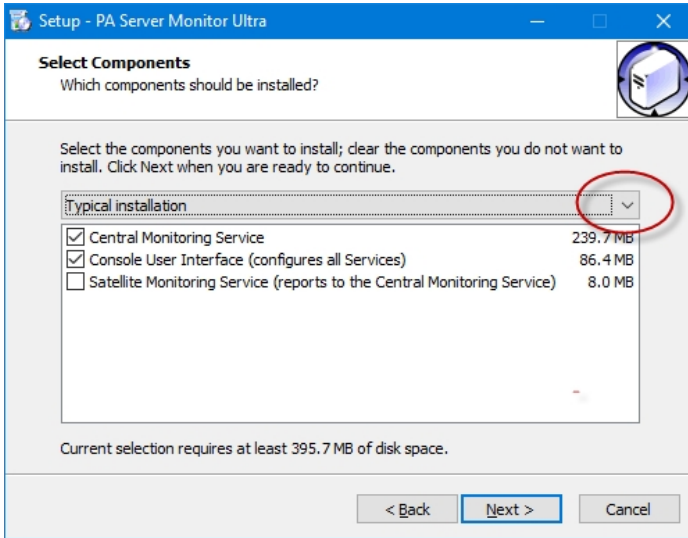 Setup - PA Server Monitor Ultra
Select Components
Which components should be installed?
Select the components you want to install; clear the components you do not want to
install. Click Next when you are ready to continue.
Typical installation
Central Monitoring Service 239.7 MB
Console User Interface (configures all Services) 86.4 MB
Satellite Monitoring Service (reports to the Central Monitoring Service) 8.0 MB
Current selection requires at least 395.7 MB of disk space.
< Back Next > Cancel